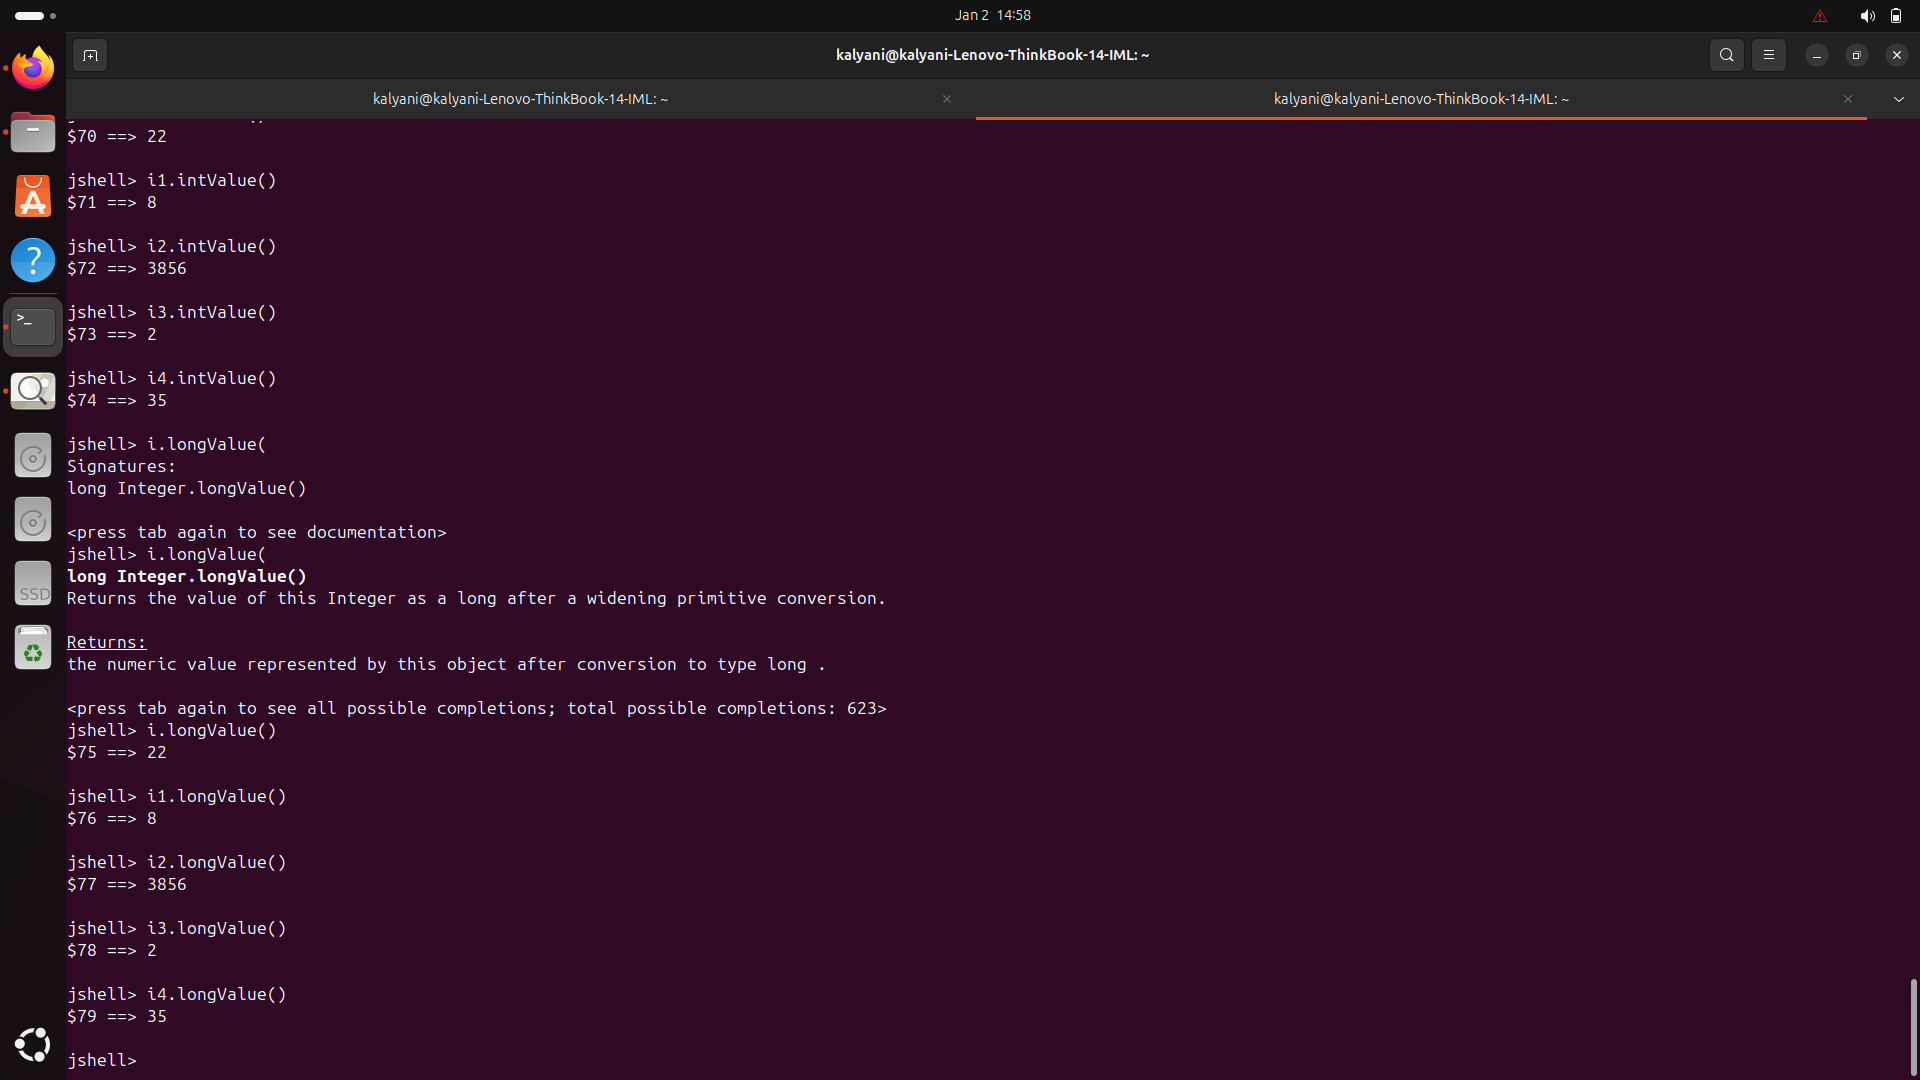 Jan 2 14:58
kalyani@kalyani-Lenovo-ThinkBook-14-IML: ~
kalyani@kalyani-Lenovo-ThinkBook-14-IML: ~
kalyani@kalyani-Lenovo-ThinkBook-14-IML: ~
$70 ==> 22
jshell> i1.intValue()
$71 ==> 8
jshell> i2.intValue()
$72 ==> 3856
jshell> i3.intValue()
$73 ==> 2
jshell> i4.intValue()
$74 ==> 35
jshell> i.longValue(
Signatures:
long Integer.longValue()
<press tab again to see documentation>
jshell> i.longValue(
long Integer.longValue()
Returns the value of this Integer as a long after a widening primitive conversion.
Returns:
the numeric value represented by this object after conversion to type long .
<press tab again to see all possible completions; total possible completions: 623>
jshell> i.longValue()
$75 ==> 22
jshell> i1.longValue()
$76 ==> 8
jshell> i2.longValue()
$77 ==> 3856
jshell> i3.longValue()
$78 ==> 2
jshell> i4.longValue()
$79 ==> 35
jshell>
SSD